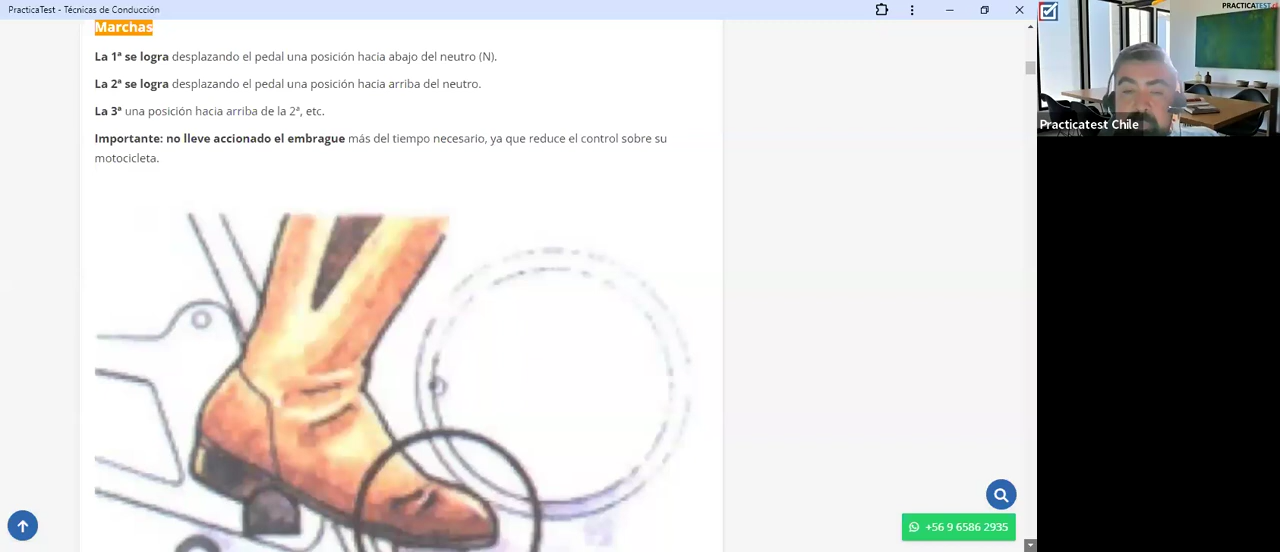 PracticaTest - Técnicas de Conducción
Marchas
La 1ª se logra desplazando el pedal una posición hacia abajo del neutro (N).
La 2ª se logra desplazando el pedal una posición hacia arriba del neutro.
La 3ª una posición hacia arriba de la 2ª, etc.
Importante: no lleve accionado el embrague más del tiempo necesario, ya que reduce el control sobre su
motocicleta.
+56 9 6586 2935
PRACTICATEST
Practicatest Chile